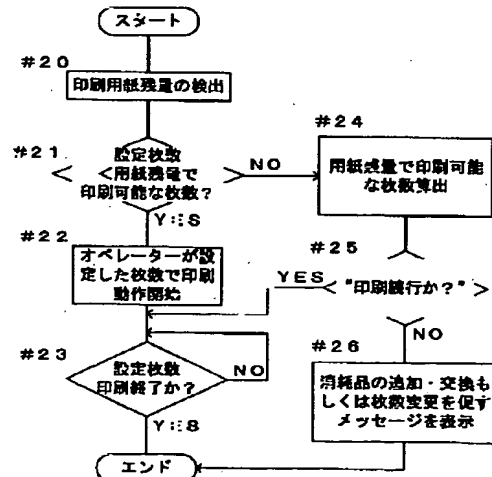 スタート
#20
印刷用紙残量の検出
#21
設定枚数
<用紙残量で
印刷可能な枚数?
NO
YES
#22
オペレーターが設
定した枚数で印刷
動作開始
#23
設定枚数
印刷終了か?
NO
YES
エンド
#24
用紙残量で印刷可能
な枚数算出
#25
"印刷続行か?"
YES
NO
#26
消耗品の追加・交換も
しくは枚数変更を促す
メッセージを表示